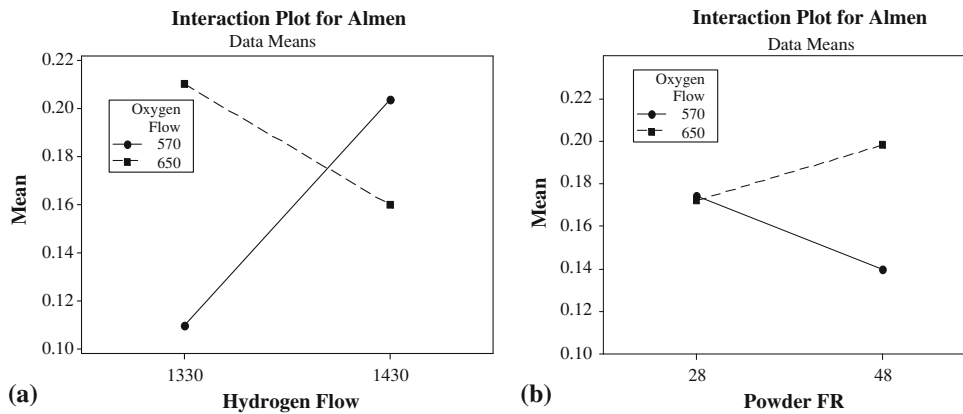 Interaction Plot for Almen
Data Means
0.22
0.20
0.18
0.16
0.14
0.12
0.10
Mean
Oxygen
Flow
570
650
1330
1430
Hydrogen Flow
(a)
Interaction Plot for Almen
Data Means
0.22
0.20
0.18
0.16
0.14
0.12
0.10
Mean
Oxygen
Flow
570
650
28
48
Powder FR
(b)